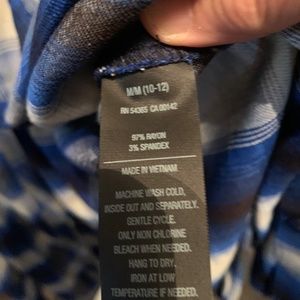 M/M (10-12)
RN 54365 CA 00142
97% RAYON
3% SPANDEX
MADE IN VIETNAM
MACHINE WASH COLD,
INSIDE OUT AND SEPARATELY.
GENTLE CYCLE.
ONLY NON CHLORINE
BLEACH WHEN NEEDED.
HANG TO DRY.
IRON AT LOW
TEMPERATURE IF NEEDED.